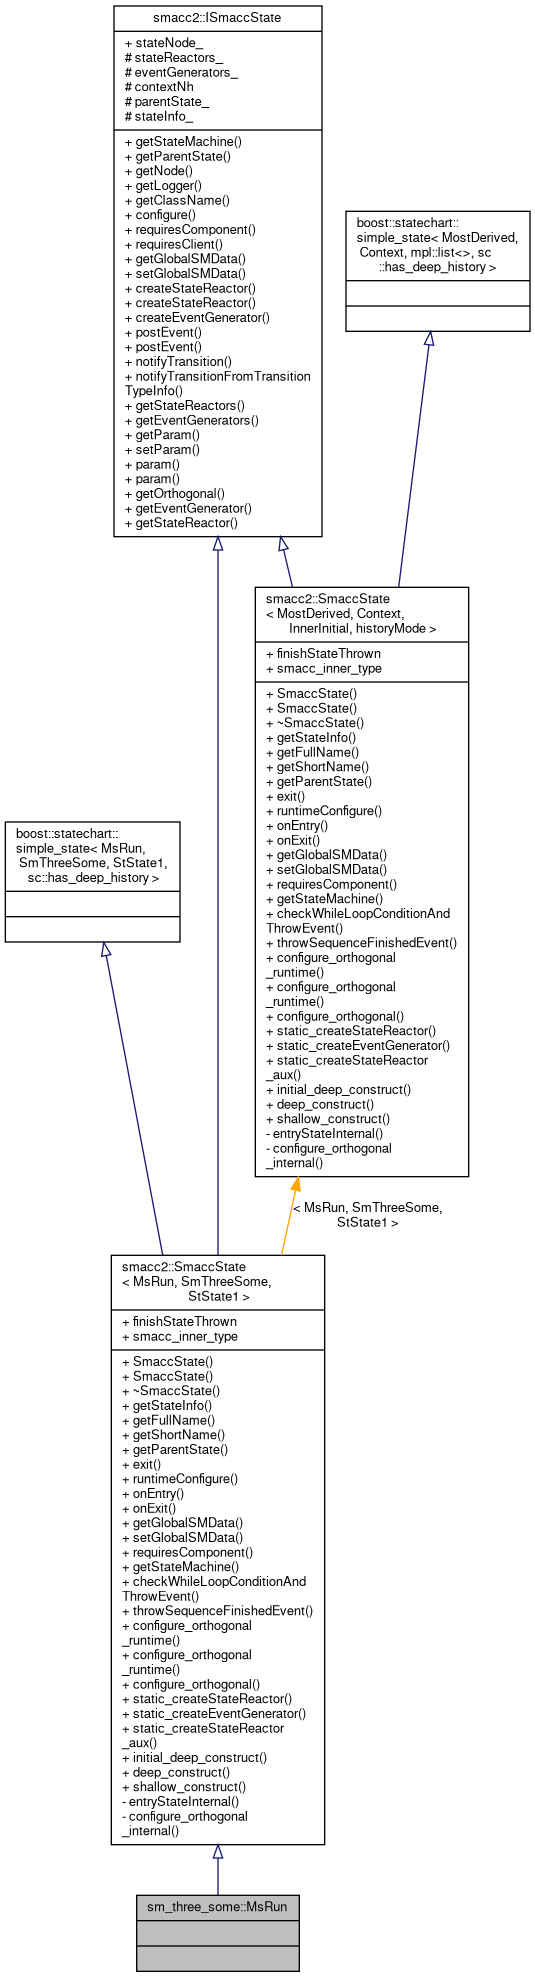 smacc2::ISmaccState
+ stateNode_
# stateReactors_
# eventGenerators_
# contextNh
# parentState_
# stateInfo_
+ getStateMachine()
+ getParentState()
+ getNode()
+ getLogger()
+ getClassName()
+ configure()
+ requiresComponent()
+ requiresClient()
+ getGlobalSMData()
+ setGlobalSMData()
+ createStateReactor()
+ createStateReactor()
+ createEventGenerator()
+ postEvent()
+ postEvent()
+ notifyTransition()
+ notifyTransitionFromTransition
TypeInfo()
+ getStateReactors()
+ getEventGenerators()
+ getParam()
+ setParam()
+ param()
+ param()
+ getOrthogonal()
+ getEventGenerator()
+ getStateReactor()
boost::statechart::
simple_state< MostDerived,
Context, mpl::list<>, sc
::has_deep_history >
smacc2::SmaccState
< MostDerived, Context,
InnerInitial, historyMode >
+ finishStateThrown
+ smacc_inner_type
+ SmaccState()
+ SmaccState()
+ ~SmaccState()
+ getStateInfo()
+ getFullName()
+ getShortName()
+ getParentState()
+ exit()
+ runtimeConfigure()
+ onEntry()
+ onExit()
+ getGlobalSMData()
+ setGlobalSMData()
+ requiresComponent()
+ getStateMachine()
+ checkWhileLoopConditionAnd
ThrowEvent()
+ throwSequenceFinishedEvent()
+ configure_orthogonal
_runtime()
+ configure_orthogonal
_runtime()
+ configure_orthogonal()
+ static_createStateReactor()
+ static_createEventGenerator()
+ static_createStateReactor
_aux()
+ initial_deep_construct()
+ deep_construct()
+ shallow_construct()
- entryStateInternal()
- configure_orthogonal
_internal()
boost::statechart::
simple_state< MsRun,
SmThreeSome, StState1,
sc::has_deep_history >
< MsRun, SmThreeSome,
StState1 >
smacc2::SmaccState
< MsRun, SmThreeSome,
StState1 >
+ finishStateThrown
+ smacc_inner_type
+ SmaccState()
+ SmaccState()
+ ~SmaccState()
+ getStateInfo()
+ getFullName()
+ getShortName()
+ getParentState()
+ exit()
+ runtimeConfigure()
+ onEntry()
+ onExit()
+ getGlobalSMData()
+ setGlobalSMData()
+ requiresComponent()
+ getStateMachine()
+ checkWhileLoopConditionAnd
ThrowEvent()
+ throwSequenceFinishedEvent()
+ configure_orthogonal
_runtime()
+ configure_orthogonal
_runtime()
+ configure_orthogonal()
+ static_createStateReactor()
+ static_createEventGenerator()
+ static_createStateReactor
_aux()
+ initial_deep_construct()
+ deep_construct()
+ shallow_construct()
- entryStateInternal()
- configure_orthogonal
_internal()
sm_three_some::MsRun